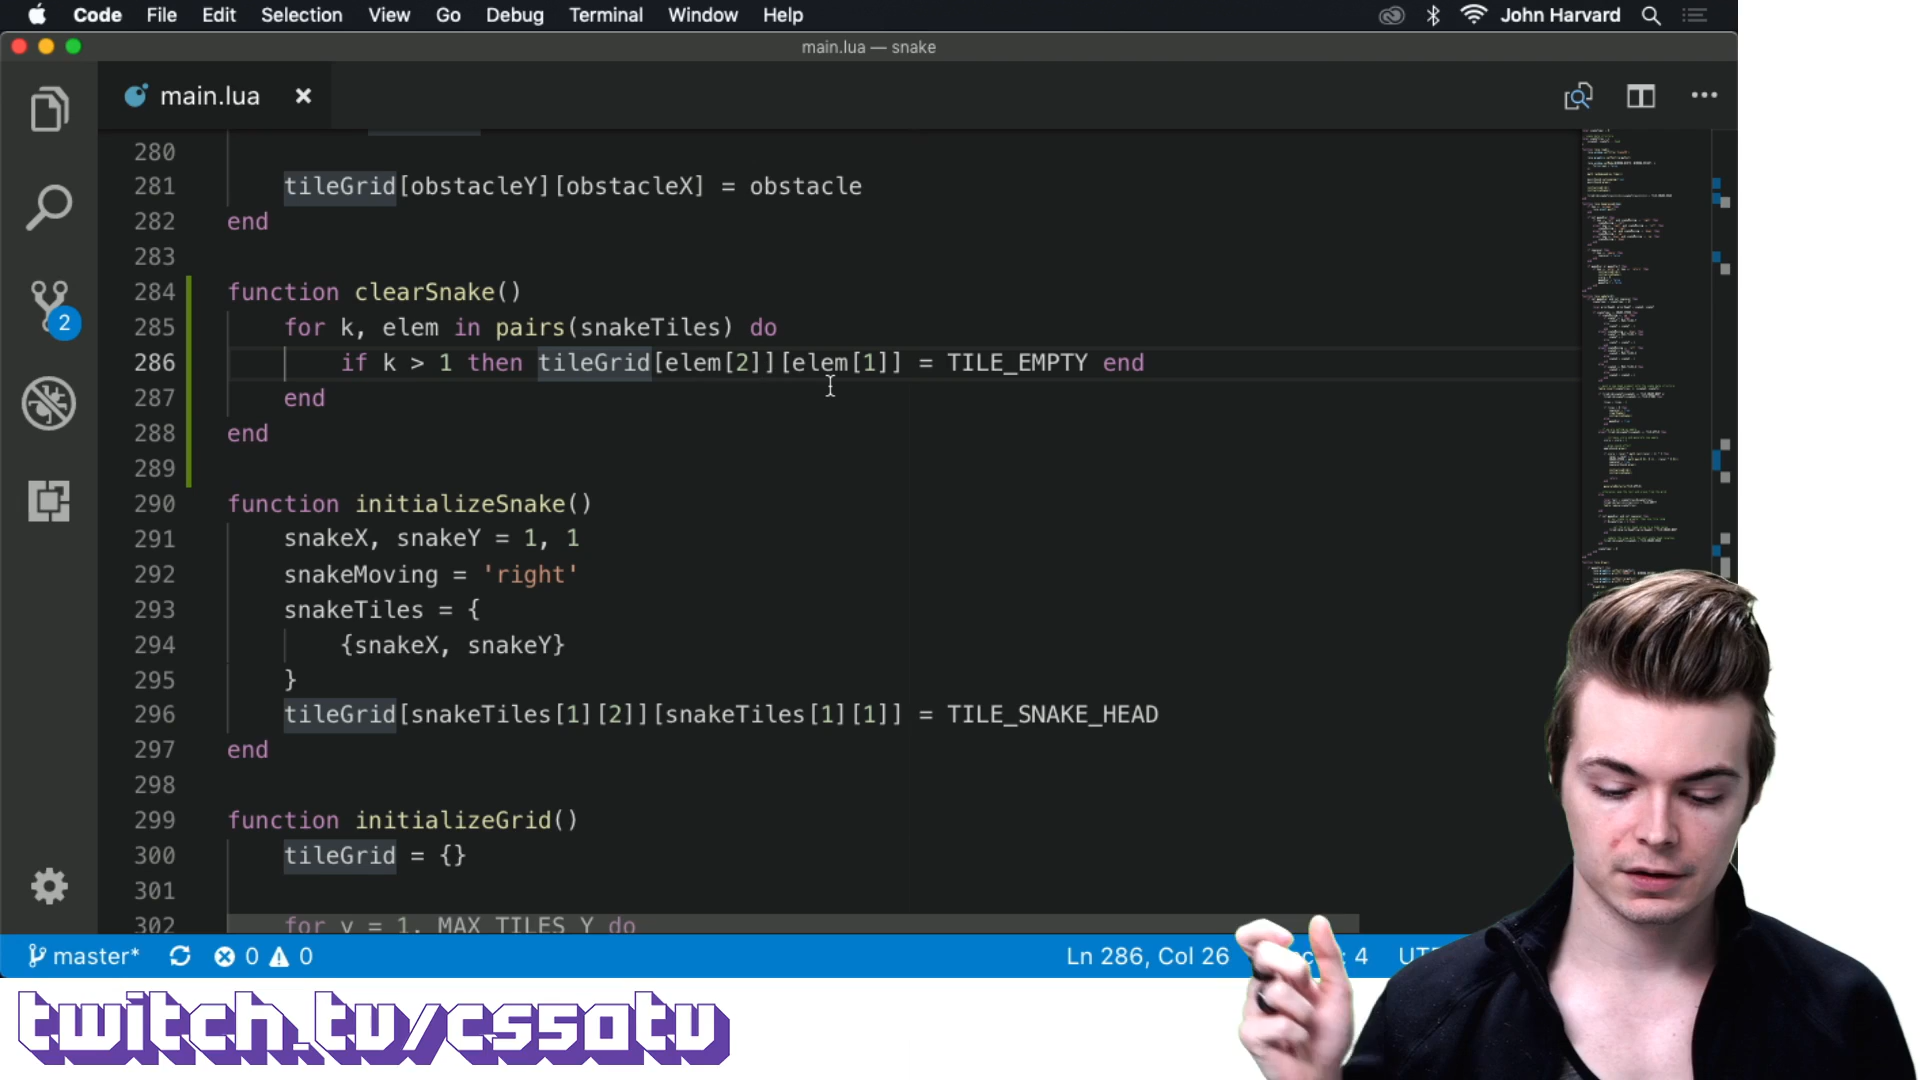 Code File Edit Selection View Go Debug Terminal Window Help John Harvard
main.lua — snake
main.lua
280
281 tileGrid[obstacleY][obstacleX] = obstacle
282 end
283
284 function clearSnake()
285 for k, elem in pairs(snakeTiles) do
286 if k > 1 then tileGrid[elem[2]][elem[1]] = TILE_EMPTY end
287 end
288 end
289
290 function initializeSnake()
291 snakeX, snakeY = 1, 1
292 snakeMoving = 'right'
293 snakeTiles = {
294 {snakeX, snakeY}
295 }
296 tileGrid[snakeTiles[1][2]][snakeTiles[1][1]] = TILE_SNAKE_HEAD
297 end
298
299 function initializeGrid()
300 tileGrid = {}
301
302 for y = 1, MAX_TILES_Y do
2
master* 0 0 Ln 286, Col 26 : 4
twitch.tv/cs50tv